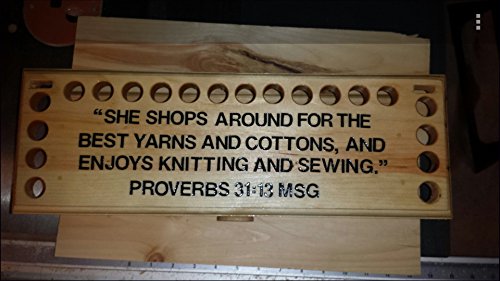 “SHE SHOPS AROUND FOR THE
BEST YARNS AND COTTONS, AND
ENJOYS KNITTING AND SEWING.”
PROVERBS 31:13 MSG